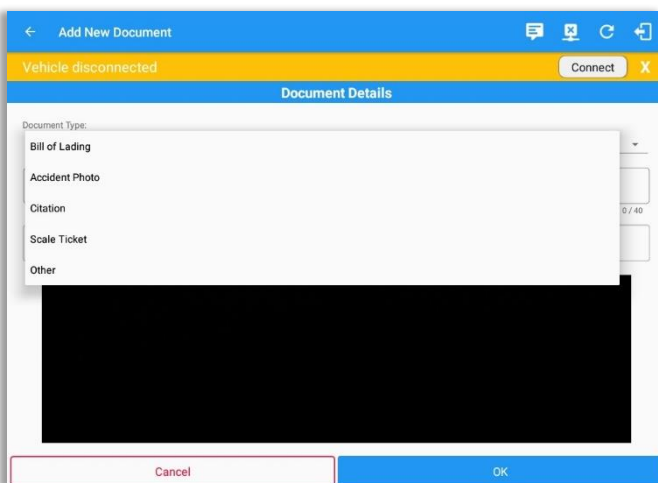 Add New Document
Vehicle disconnected
Connect
X
Document Details
Document Type:
Bill of Lading
Accident Photo
Citation
0 / 40
Scale Ticket
Other
Cancel
OK